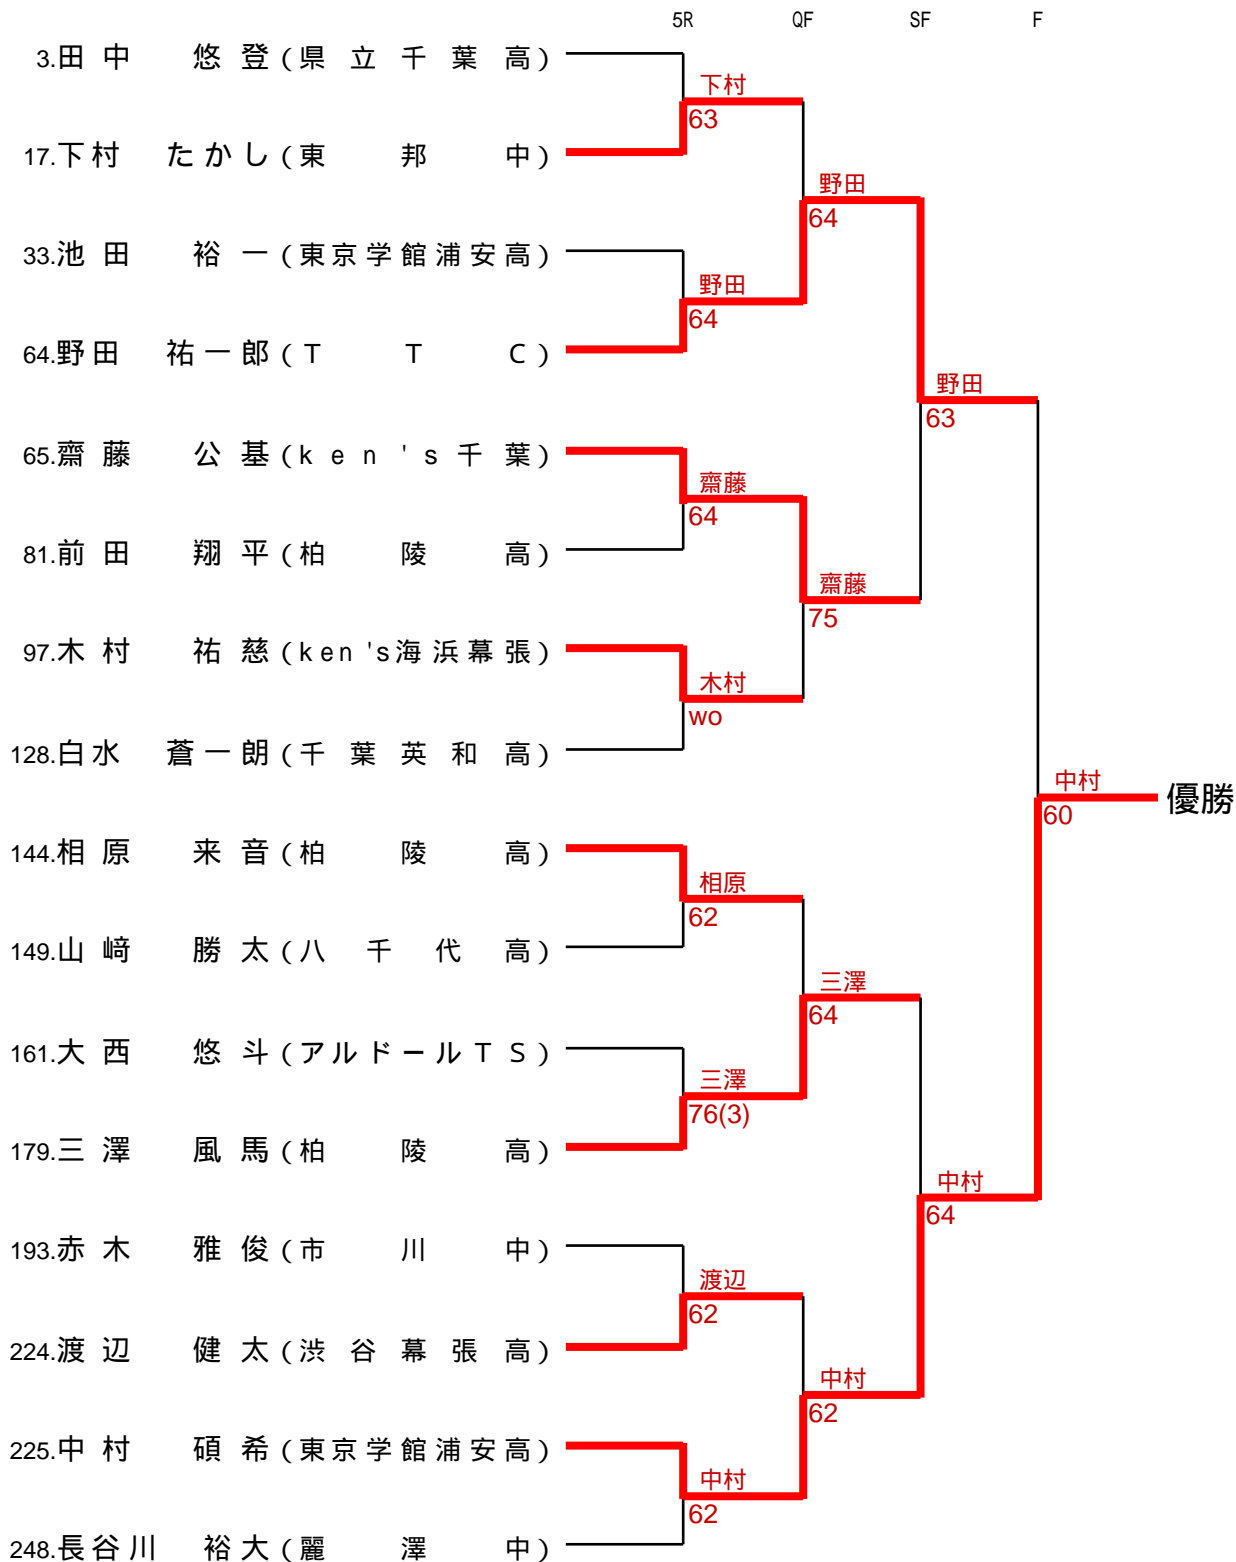 5R QF SF F
3.田中 悠登(県立千葉高)
下村
63
17.下村 たかし(東邦中)
野田
64
33.池田 裕一(東京学館浦安高)
野田
64
64.野田 祐一郎(TTC)
野田
63
65.齋藤 公基(ken's千葉)
齋藤
64
81.前田 翔平(柏陵高)
齋藤
75
97.木村 祐慈(ken's海浜幕張)
木村
wo
128.白水 蒼一朗(千葉英和高)
中村
60
優勝
144.相原 来音(柏陵高)
相原
62
149.山﨑 勝太(八千代高)
三澤
64
161.大西 悠斗(アルドールTS)
三澤
76(3)
179.三澤 風馬(柏陵高)
中村
64
193.赤木 雅俊(市川中)
渡辺
62
224.渡辺 健太(渋谷幕張高)
中村
62
225.中村 碩希(東京学館浦安高)
中村
62
248.長谷川 裕大(麗澤中)